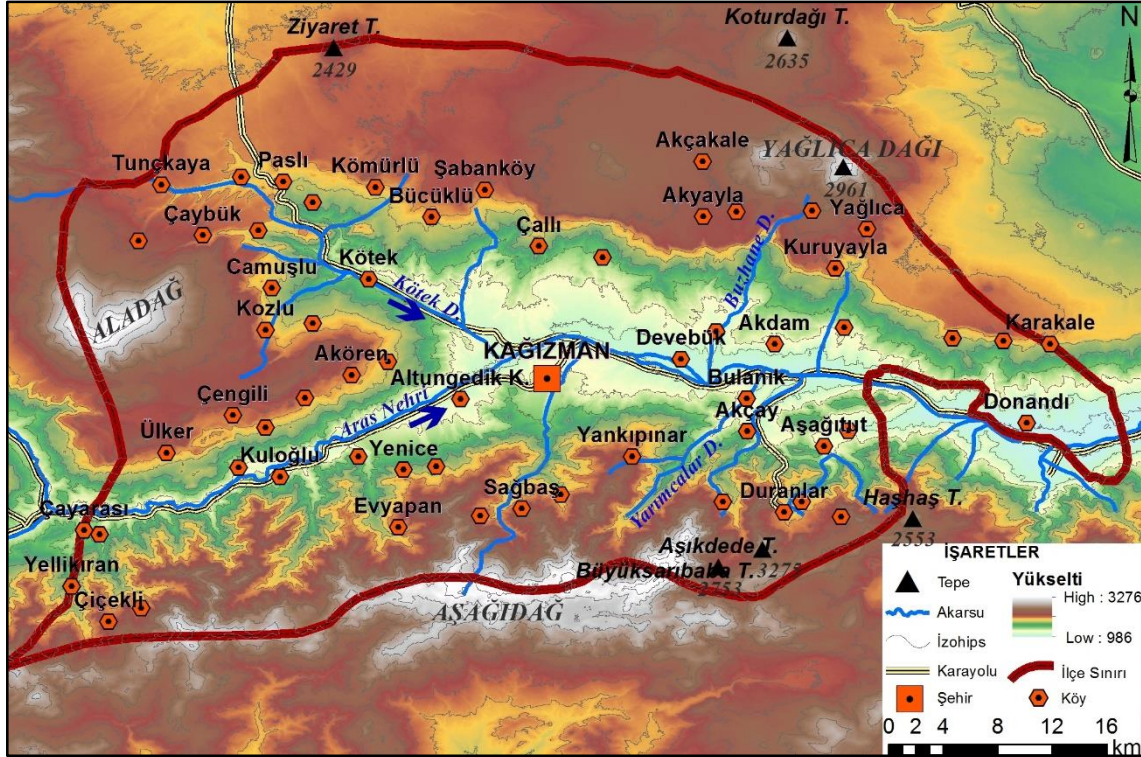 Ziyaret T.
2429
Koturdağı T.
2635
N
Akçakale
YAĞLICA DAĞI
2961
Tunçkaya
Paslı
Kömürlü
Şabanköy
Bücüklü
Akyayla
Yağlıca
Çaybük
Çallı
Buzhane D.
Kuruyayla
Camuşlu
Kötek
Kötek D.
Kozlu
ALADAĞ
Devebük
Akdam
Karakale
KAĞIZMAN
Akören
Altungedik K.
Bulanık
Çengili
Aras Nehri
Akçay
Donandı
Ülker
Yenice
Yankıpınar
Aşağıtut
Kuloğlu
Yarımcalar D.
Sağbaş
Duranlar
Haşhaş T.
2553
Çayarası
Evyapan
Aşıkdede T.
3275
Büyüksarıbaba T.
2753
Yellikıran
Çiçekli
AŞAĞIDAĞ
İŞARETLER
Tepe
Yükselti
Akarsu
High : 3276
İzohips
Low : 986
Karayolu
İlçe Sınırı
Şehir
Köy
0 2 4 8 12 16
km